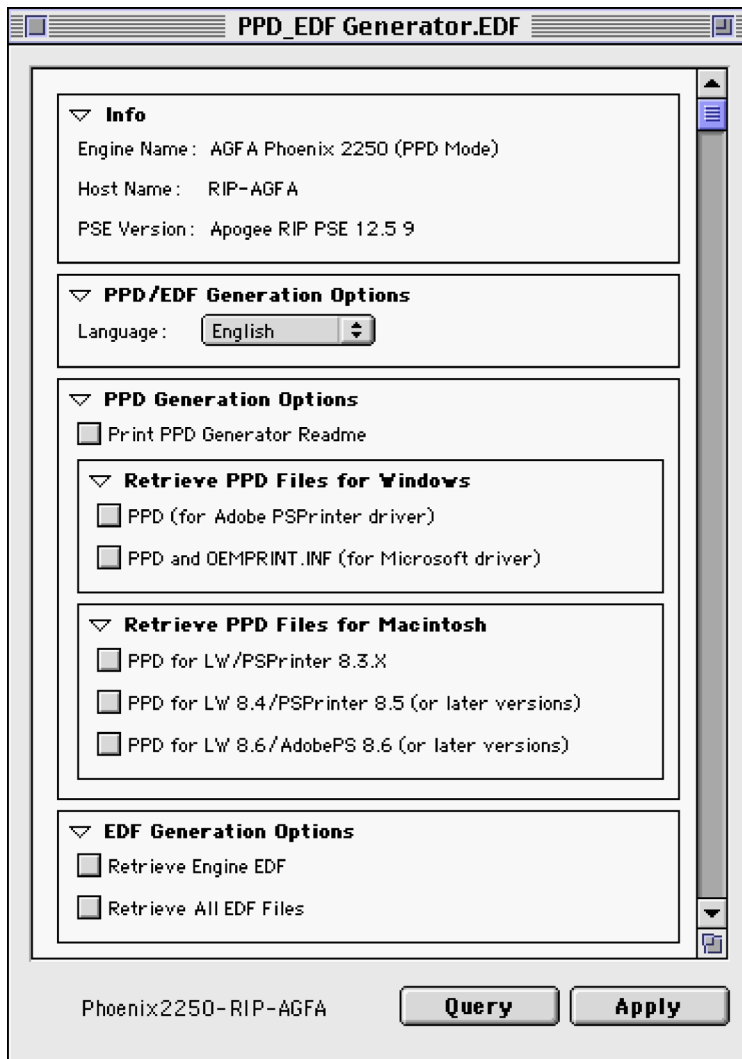 PPD_EDF Generator.EDF
Info
Engine Name: AGFA Phoenix 2250 (PPD Mode)
Host Name: RIP-AGFA
PSE Version: Apogee RIP PSE 12.5 9
PPD/EDF Generation Options
Language: English
PPD Generation Options
Print PPD Generator Readme
Retrieve PPD Files for Windows
PPD (for Adobe PSPrinter driver)
PPD and OEMPRINT.INF (for Microsoft driver)
Retrieve PPD Files for Macintosh
PPD for LW/PSPrinter 8.3.X
PPD for LW 8.4/PSPrinter 8.5 (or later versions)
PPD for LW 8.6/AdobePS 8.6 (or later versions)
EDF Generation Options
Retrieve Engine EDF
Retrieve All EDF Files
Phoenix2250-RIP-AGFA Query Apply